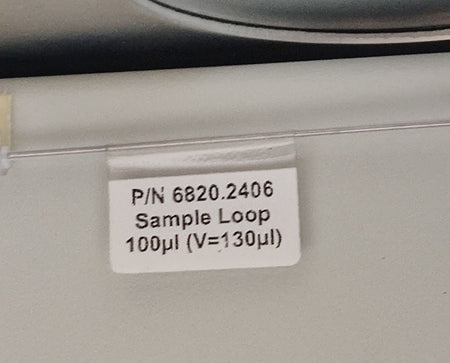 P/N 6820.2406
Sample Loop
100µl (V=130µl)